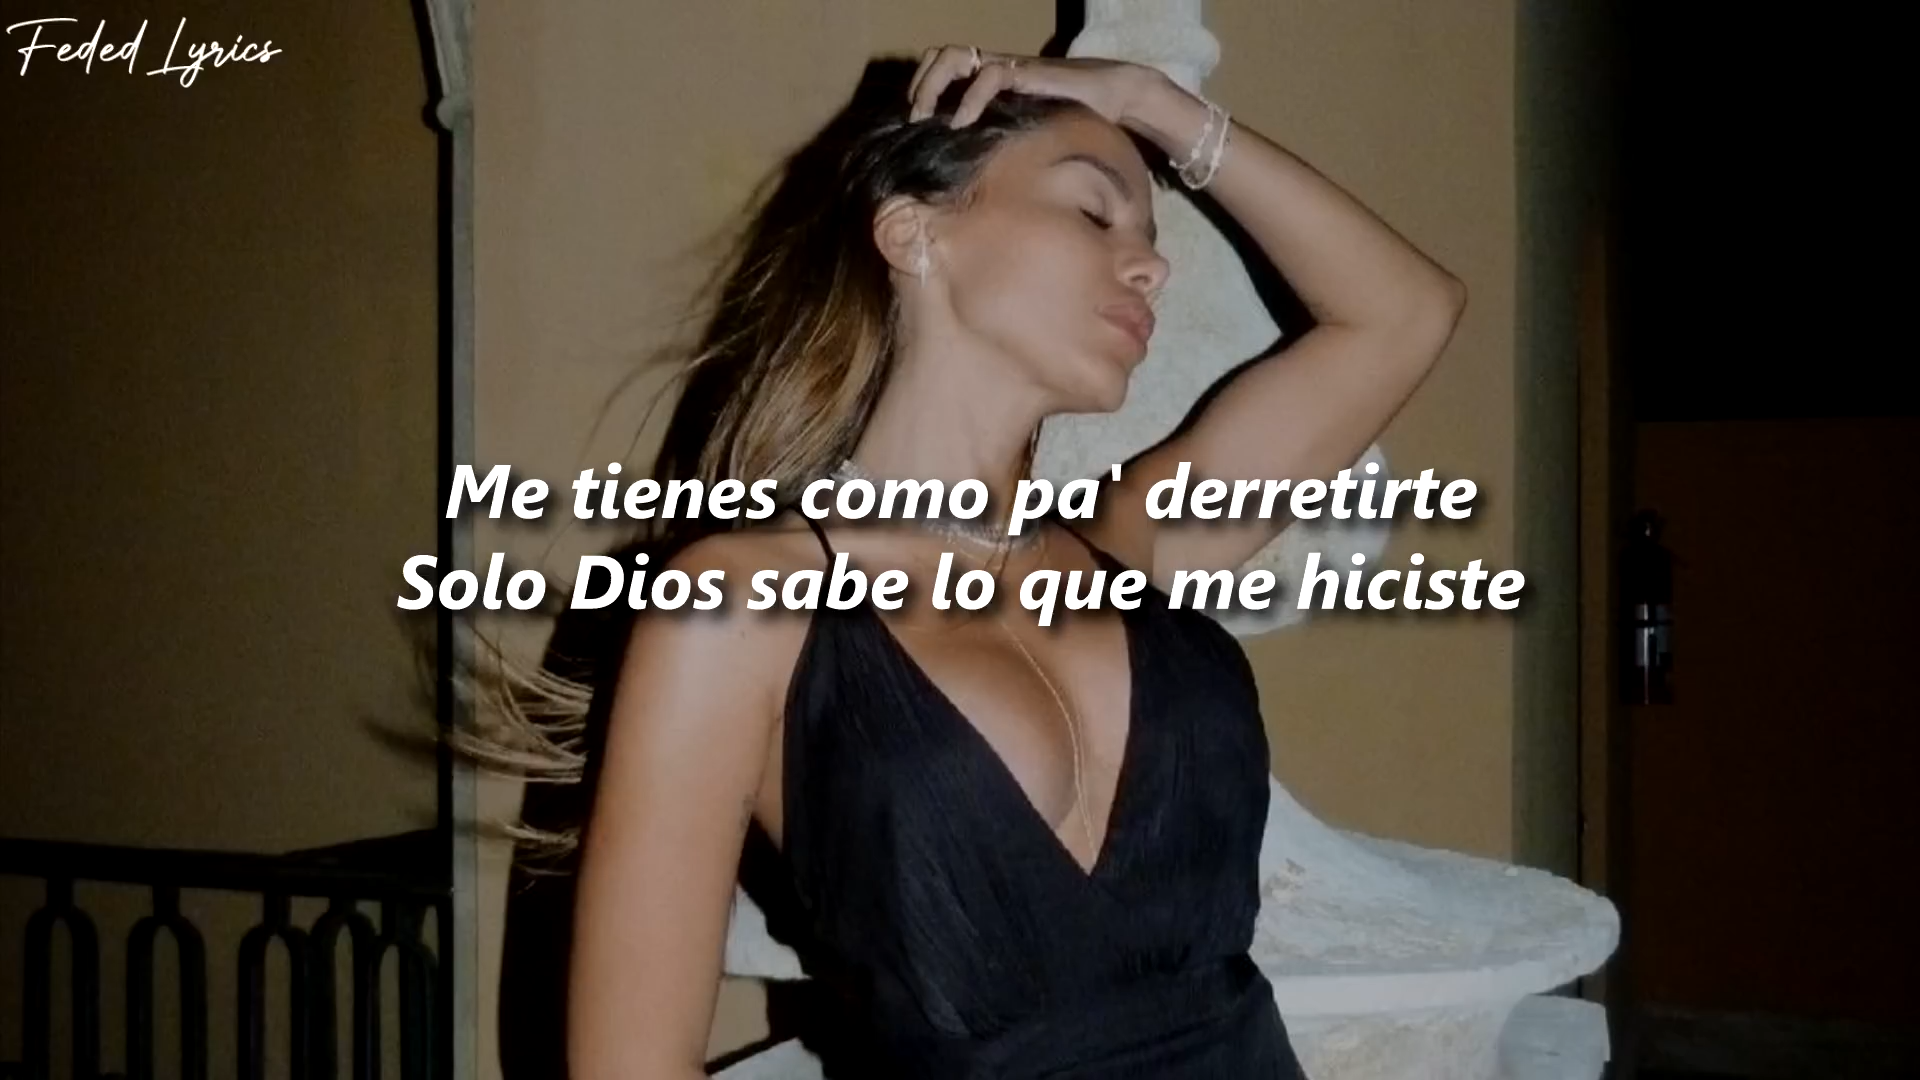 Feded Lyrics
Me tienes como pa' derretirte
Solo Dios sabe lo que me hiciste